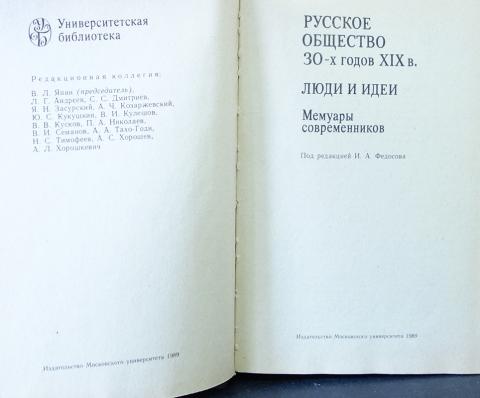 Университетская
библиотека
Редакционная коллегия:
В. Л. Янин (председатель),
Л. Г. Андреев, С. С. Дмитриев,
Я. Н. Засурский, А. Ч. Козаржевский,
Ю. С. Кукушкин, В. И. Кулешов,
В. В. Кусков, П. А. Николаев,
В. И. Семанов, А. А. Тахо-Годи,
Н. С. Тимофеев, А. С. Хорошев,
А. Л. Хорошкевич
Издательство Московского университета 1989
РУССКОЕ
ОБЩЕСТВО
30-х годов XIX в.
ЛЮДИ И ИДЕИ
Мемуары
современников
Под редакцией И. А. Федосова
Издательство Московского университета 1989